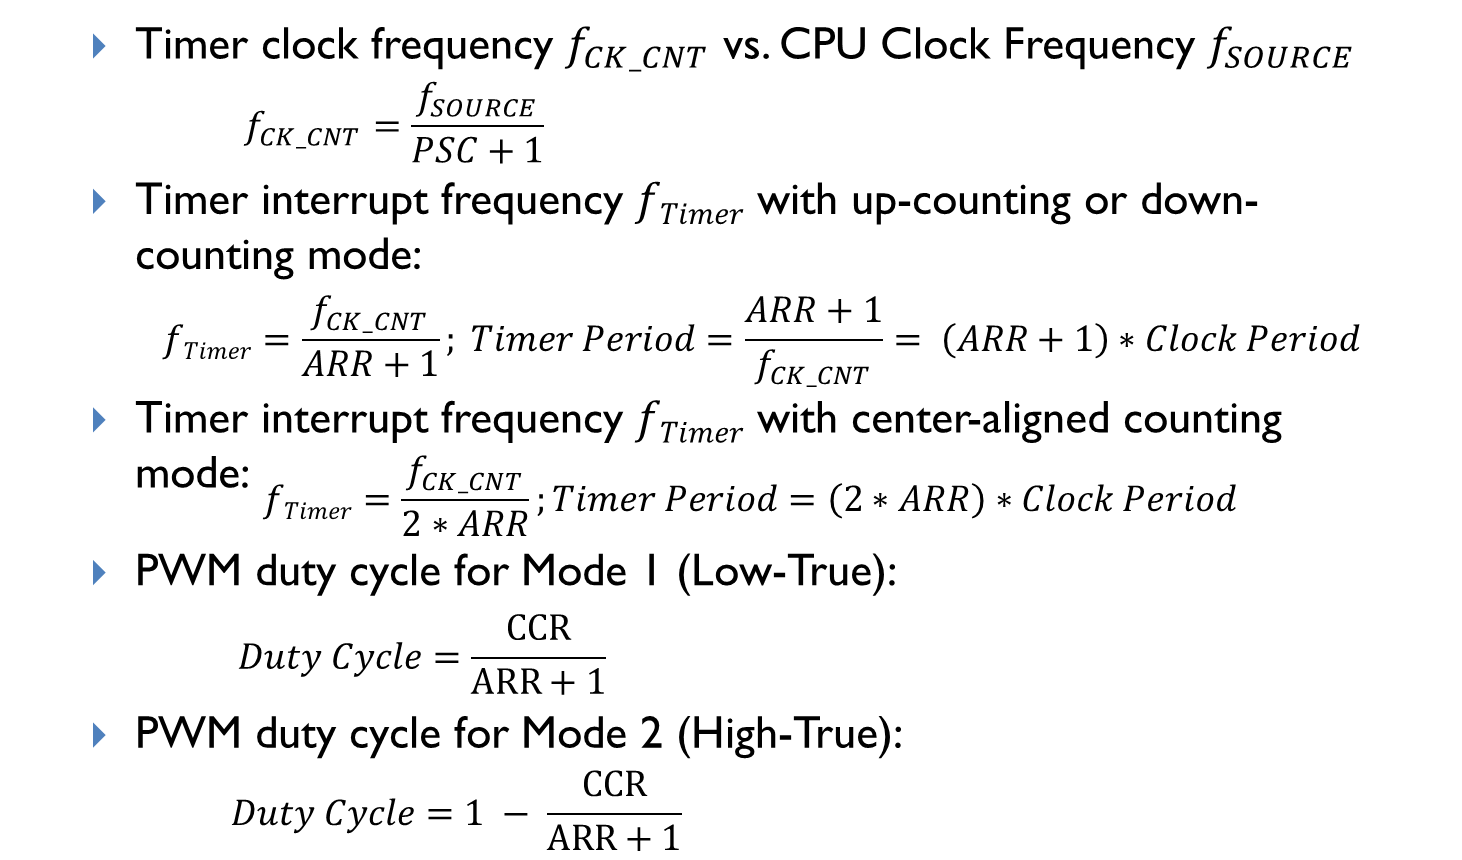 Timer clock frequency f_CK_CNT vs. CPU Clock Frequency f_SOURCE
f_CK_CNT = f_SOURCE / (PSC + 1)
Timer interrupt frequency f_Timer with up-counting or down-
counting mode:
f_Timer = f_CK_CNT / (ARR + 1); Timer Period = (ARR + 1) / f_CK_CNT = (ARR + 1) ∗ Clock Period
Timer interrupt frequency f_Timer with center-aligned counting
mode: f_Timer = f_CK_CNT / (2 ∗ ARR); Timer Period = (2 ∗ ARR) ∗ Clock Period
PWM duty cycle for Mode 1 (Low-True):
Duty Cycle = CCR / (ARR + 1)
PWM duty cycle for Mode 2 (High-True):
Duty Cycle = 1 − CCR / (ARR + 1)